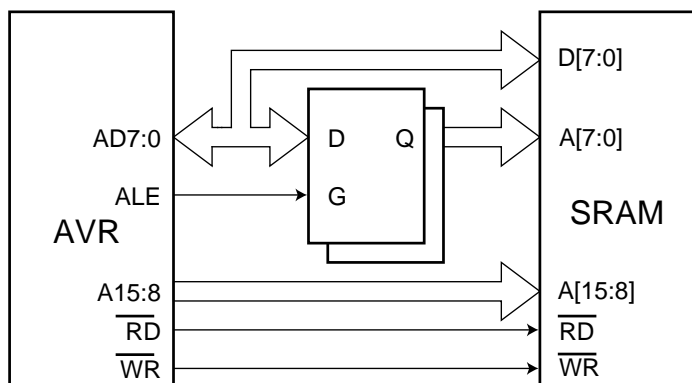 D[7:0]
AD7:0
D
Q
A[7:0]
ALE
G
AVR
SRAM
A15:8
A[15:8]
RD
RD
WR
WR